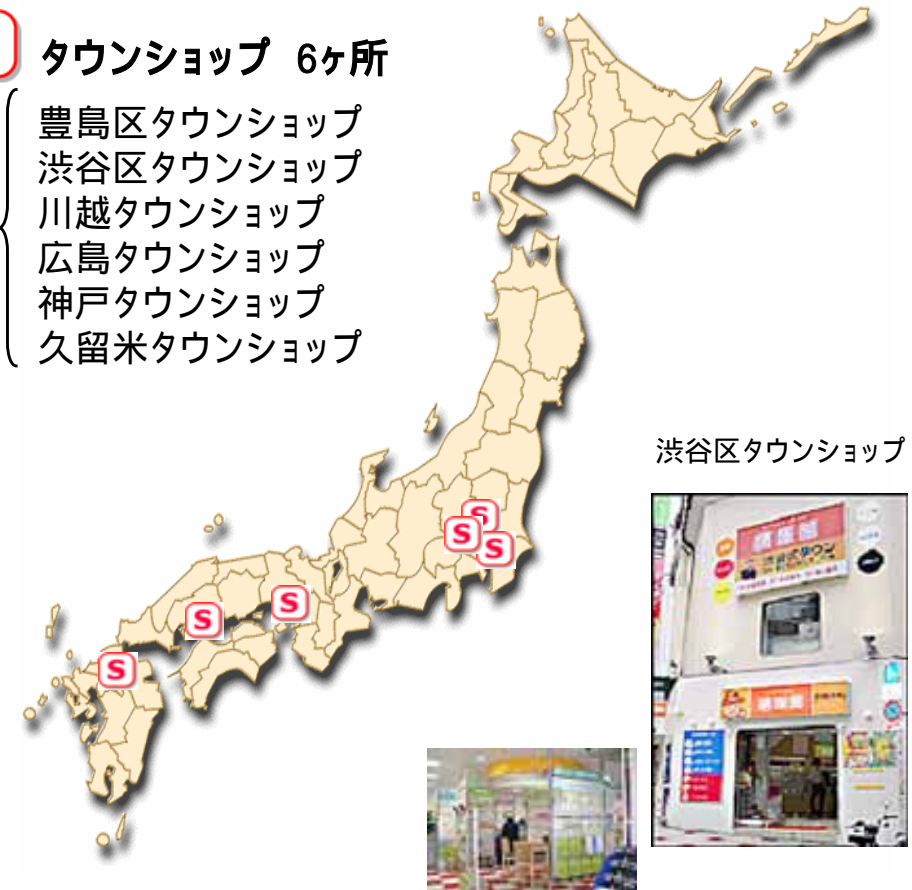 タウンショップ 6ヶ所
豊島区タウンショップ
渋谷区タウンショップ
川越タウンショップ
広島タウンショップ
神戸タウンショップ
久留米タウンショップ
渋谷区タウンショップ
S
S
S
S
S
S